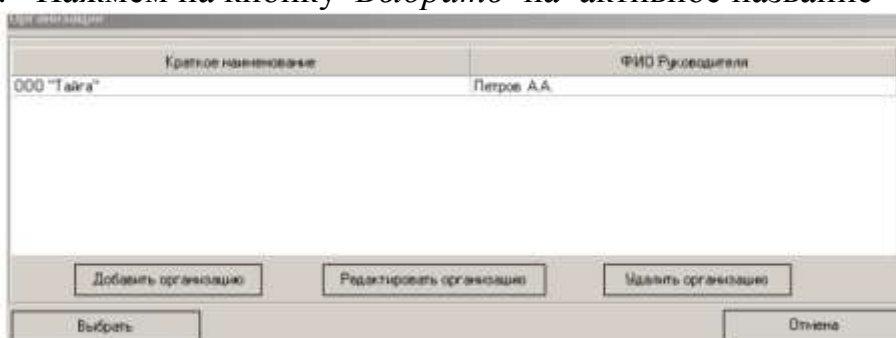 Нажмем на кнопку Выбрать на активное название
Организации
Краткое наименование ФИО Руководителя
ООО "Тайга" Петров А.А.
Добавить организацию Редактировать организацию Удалить организацию
Выбрать Отмена